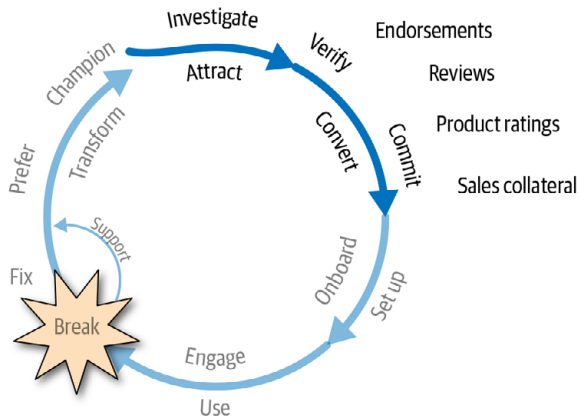 Investigate
Attract
Verify
Convert
Commit
Endorsements
Reviews
Product ratings
Sales collateral
Onboard
Set up
Engage
Use
Break
Fix
Support
Prefer
Transform
Champion